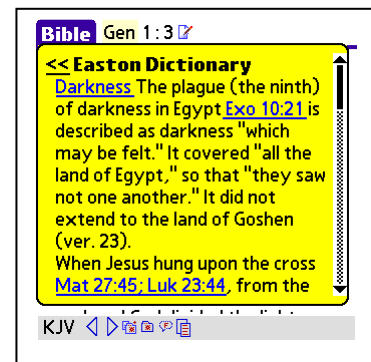 Bible Gen 1:3
<< Easton Dictionary
Darkness The plague (the ninth)
of darkness in Egypt Exo 10:21 is
described as darkness "which
may be felt." It covered "all the
land of Egypt," so that "they saw
not one another." It did not
extend to the land of Goshen
(ver. 23).
When Jesus hung upon the cross
Mat 27:45; Luk 23:44, from the
KJV